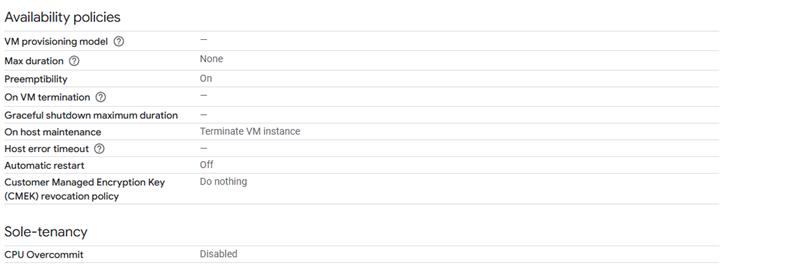 Availability policies
VM provisioning model —
Max duration None
Preemptibility On
On VM termination —
Graceful shutdown maximum duration —
On host maintenance Terminate VM instance
Host error timeout —
Automatic restart Off
Customer Managed Encryption Key Do nothing
(CMEK) revocation policy
Sole-tenancy
CPU Overcommit Disabled